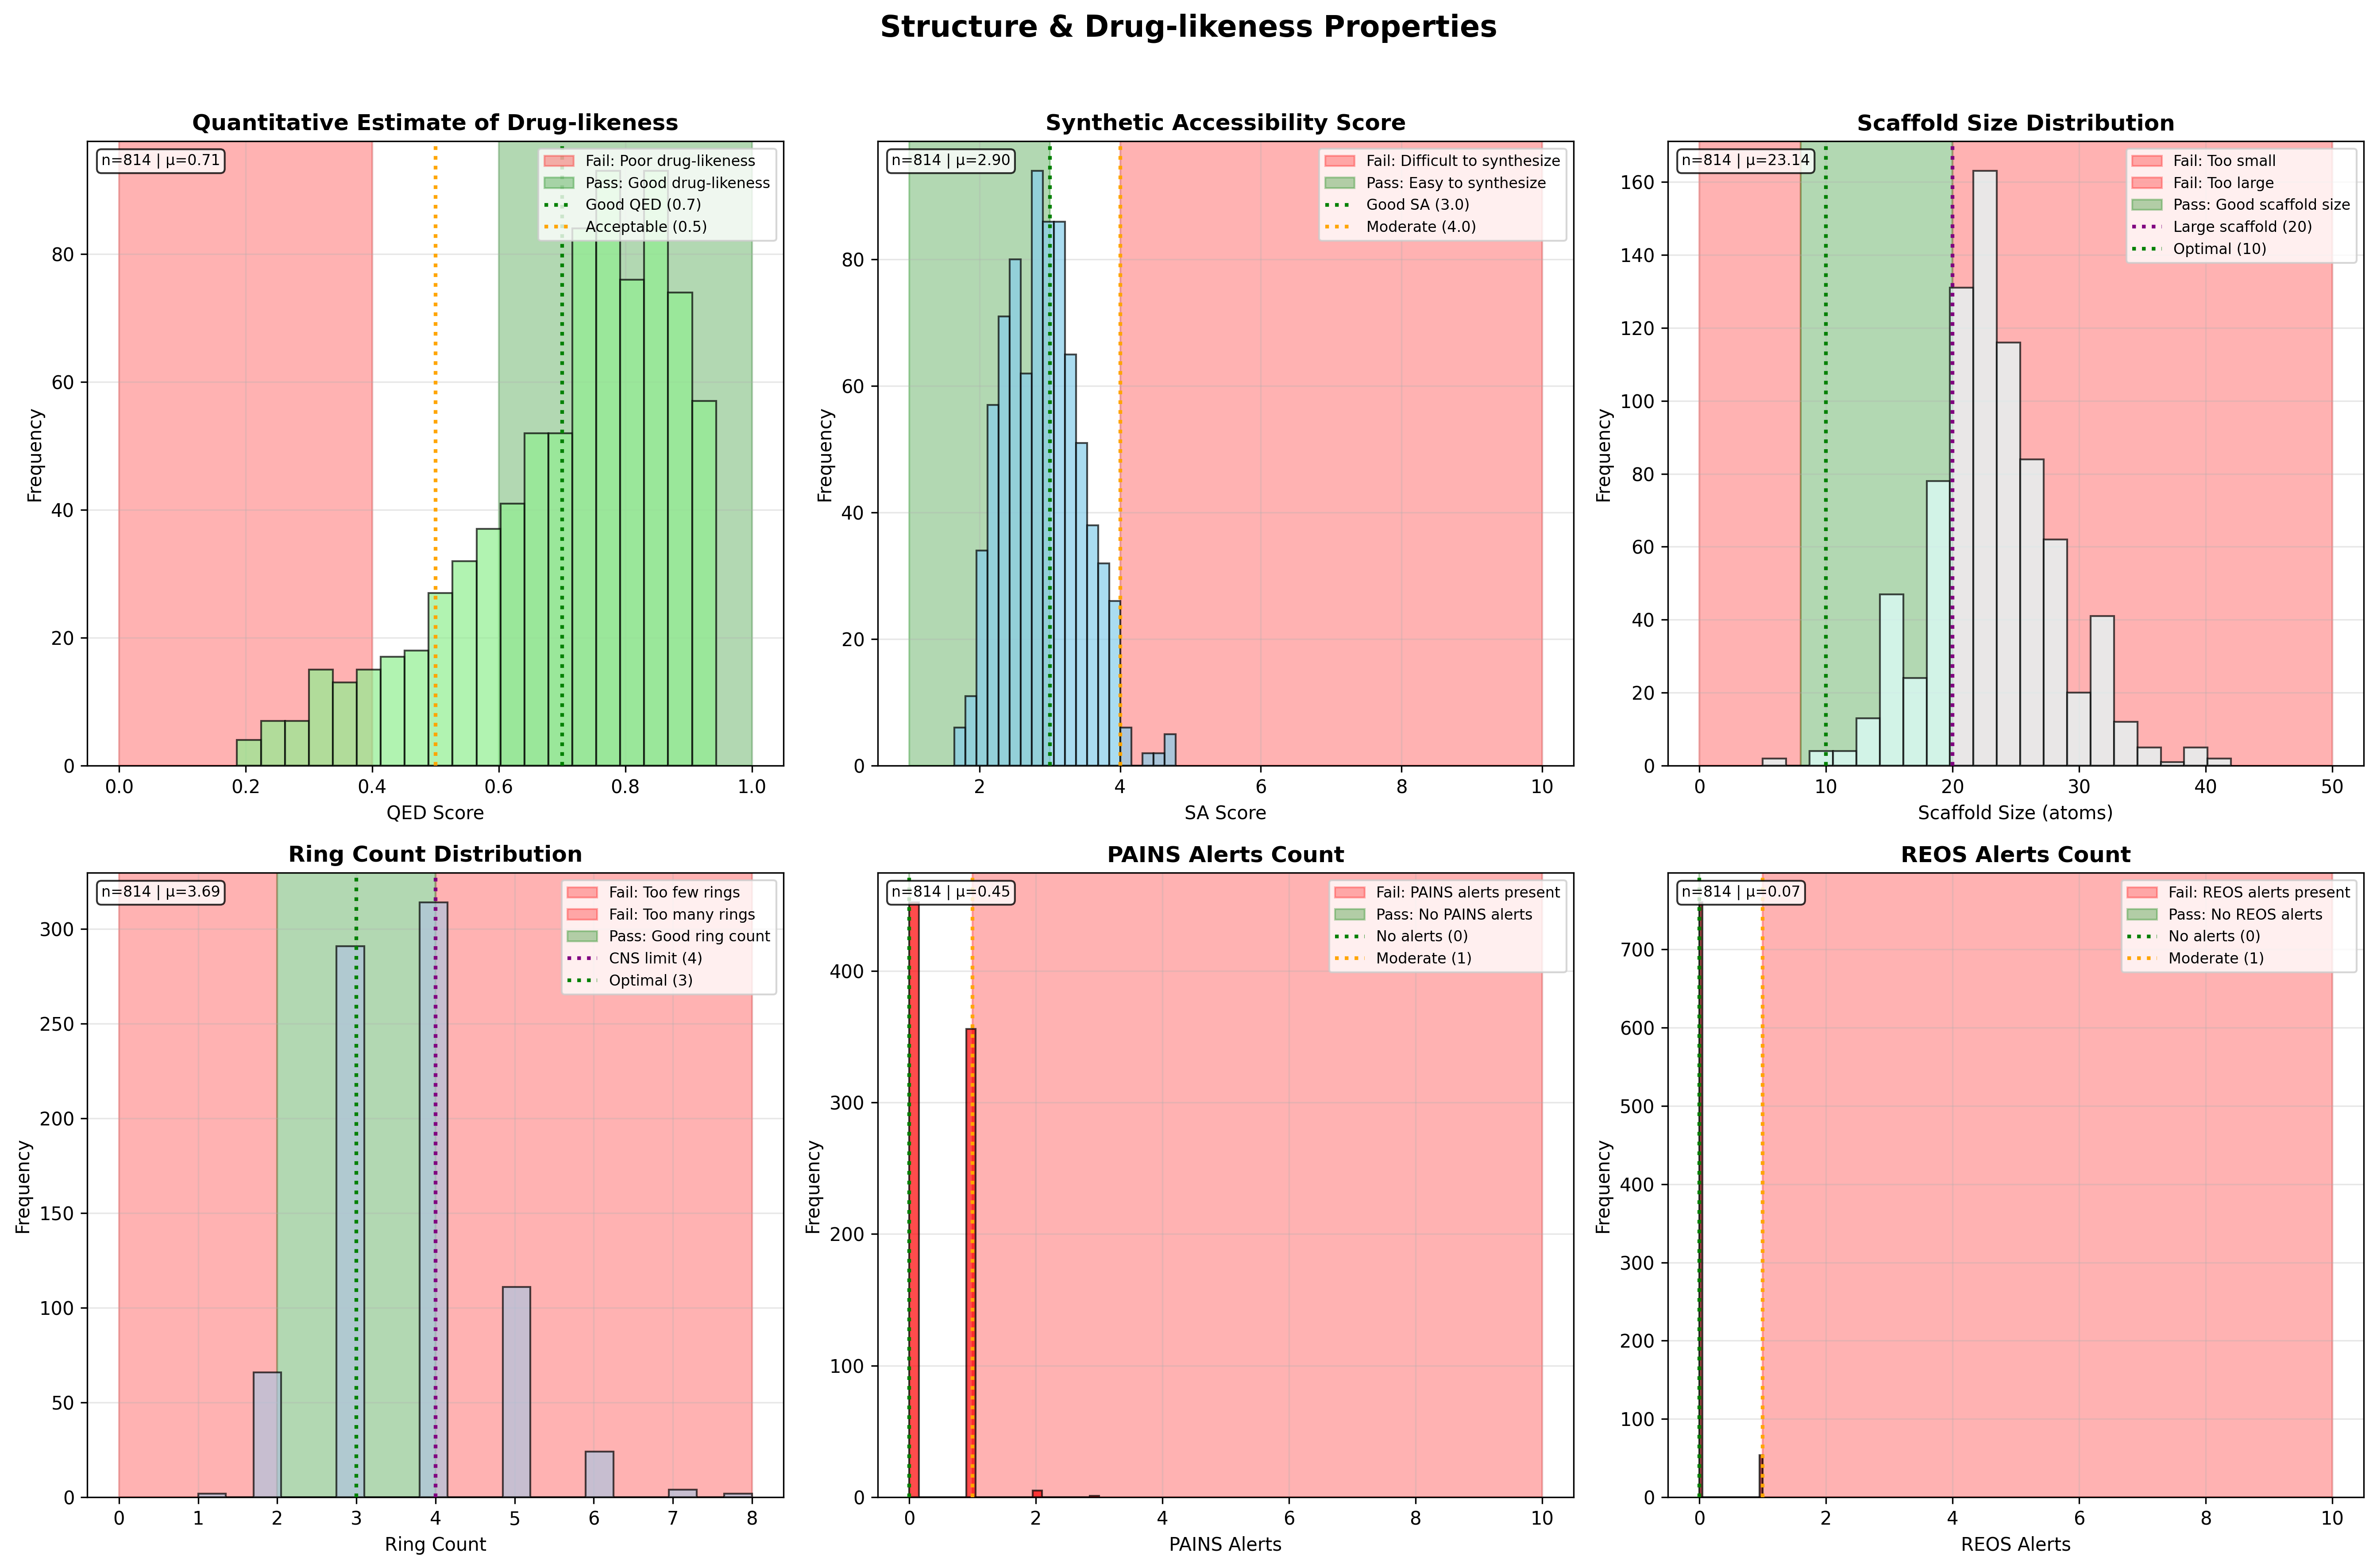 Structure & Drug-likeness Properties
Quantitative Estimate of Drug-likeness
n=814 | μ=0.71
Fail: Poor drug-likeness
Pass: Good drug-likeness
Good QED (0.7)
Acceptable (0.5)
Frequency
80
60
40
20
0
0.0 0.2 0.4 0.6 0.8 1.0
QED Score
Synthetic Accessibility Score
n=814 | μ=2.90
Fail: Difficult to synthesize
Pass: Easy to synthesize
Good SA (3.0)
Moderate (4.0)
Frequency
80
60
40
20
0
2 4 6 8 10
SA Score
Scaffold Size Distribution
n=814 | μ=23.14
Fail: Too small
Fail: Too large
Pass: Good scaffold size
Large scaffold (20)
Optimal (10)
Frequency
160
140
120
100
80
60
40
20
0
0 10 20 30 40 50
Scaffold Size (atoms)
Ring Count Distribution
n=814 | μ=3.69
Fail: Too few rings
Fail: Too many rings
Pass: Good ring count
CNS limit (4)
Optimal (3)
Frequency
300
250
200
150
100
50
0
0 1 2 3 4 5 6 7 8
Ring Count
PAINS Alerts Count
n=814 | μ=0.45
Fail: PAINS alerts present
Pass: No PAINS alerts
No alerts (0)
Moderate (1)
Frequency
400
300
200
100
0
0 2 4 6 8 10
PAINS Alerts
REOS Alerts Count
n=814 | μ=0.07
Fail: REOS alerts present
Pass: No REOS alerts
No alerts (0)
Moderate (1)
Frequency
700
600
500
400
300
200
100
0
0 2 4 6 8 10
REOS Alerts